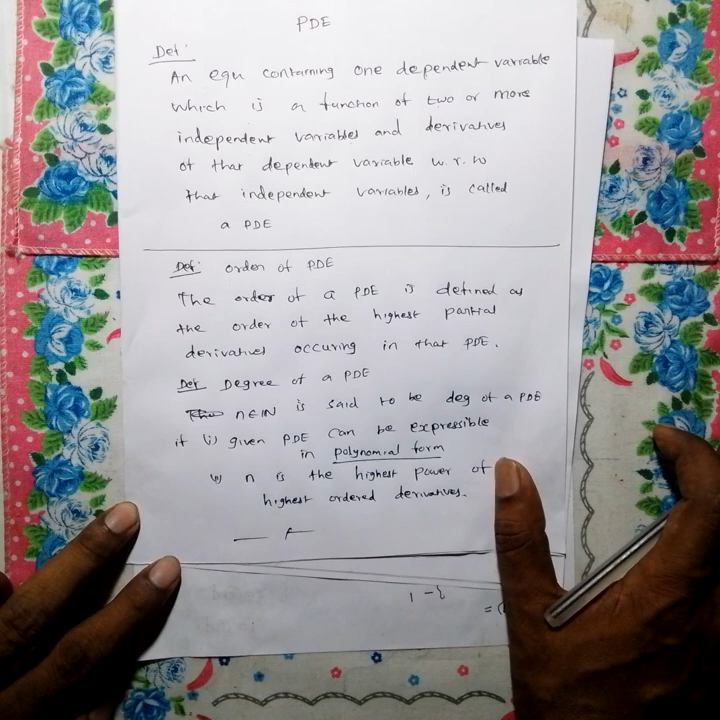 PDE
Def:
An equ containing one dependent variable
which is a function of two or more
independent variables and derivatives
of that dependent variable w.r.to
that independent variables, is called
a PDE
Def: order of PDE
The order of a PDE is defined as
the order of the highest partial
derivatives occuring in that PDE.
Def Degree of a PDE
n∈IN is said to be deg of a PDE
if (i) given PDE can be expressible
in polynomial form
ii) n is the highest power of
highest ordered derivatives.